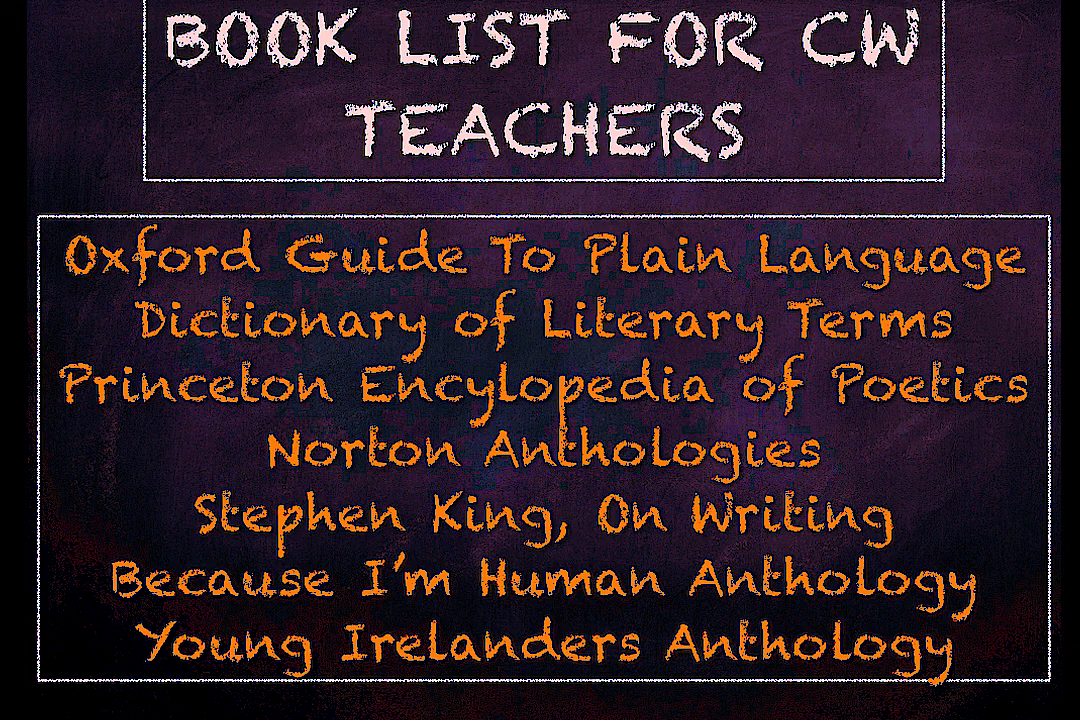 BOOK LIST FOR CW
TEACHERS
Oxford Guide To Plain Language
Dictionary of Literary Terms
Princeton Encylopedia of Poetics
Norton Anthologies
Stephen King, On Writing
Because I'm Human Anthology
Young Irelanders Anthology